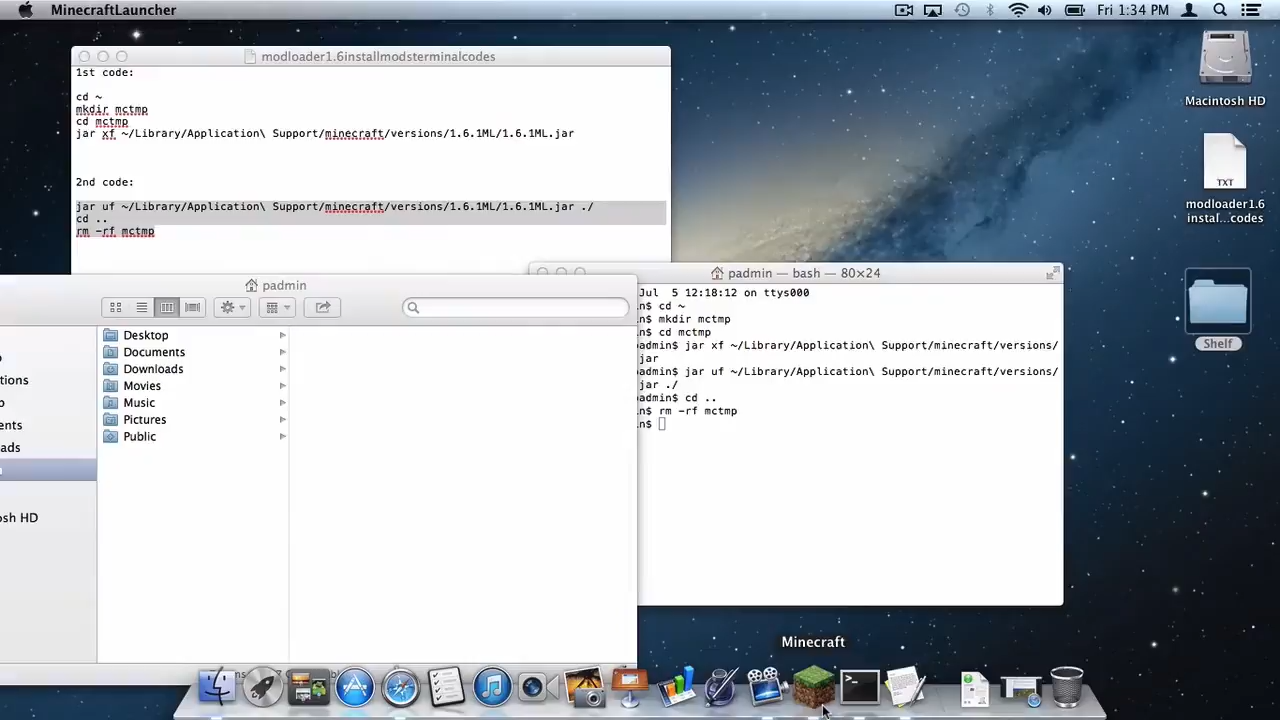 MinecraftLauncher
Fri 1:34 PM
modloader1.6installmodsterminalcodes
1st code:
cd ~
mkdir mctmp
cd mctmp
jar xf ~/Library/Application\ Support/minecraft/versions/1.6.1ML/1.6.1ML.jar
2nd code:
jar uf ~/Library/Application\ Support/minecraft/versions/1.6.1ML/1.6.1ML.jar ./
cd ..
rm -rf mctmp
Macintosh HD
TXT
modloader1.6
instal...codes
Shelf
padmin
Desktop
Documents
Downloads
Movies
Music
Pictures
Public
tions
ents
ads
osh HD
padmin — bash — 80×24
Jul  5 12:18:12 on ttys000
n$ cd ~
n$ mkdir mctmp
n$ cd mctmp
padmin$ jar xf ~/Library/Application\ Support/minecraft/versions/
jar
padmin$ jar uf ~/Library/Application\ Support/minecraft/versions/
jar ./
padmin$ cd ..
n$ rm -rf mctmp
n$
Minecraft